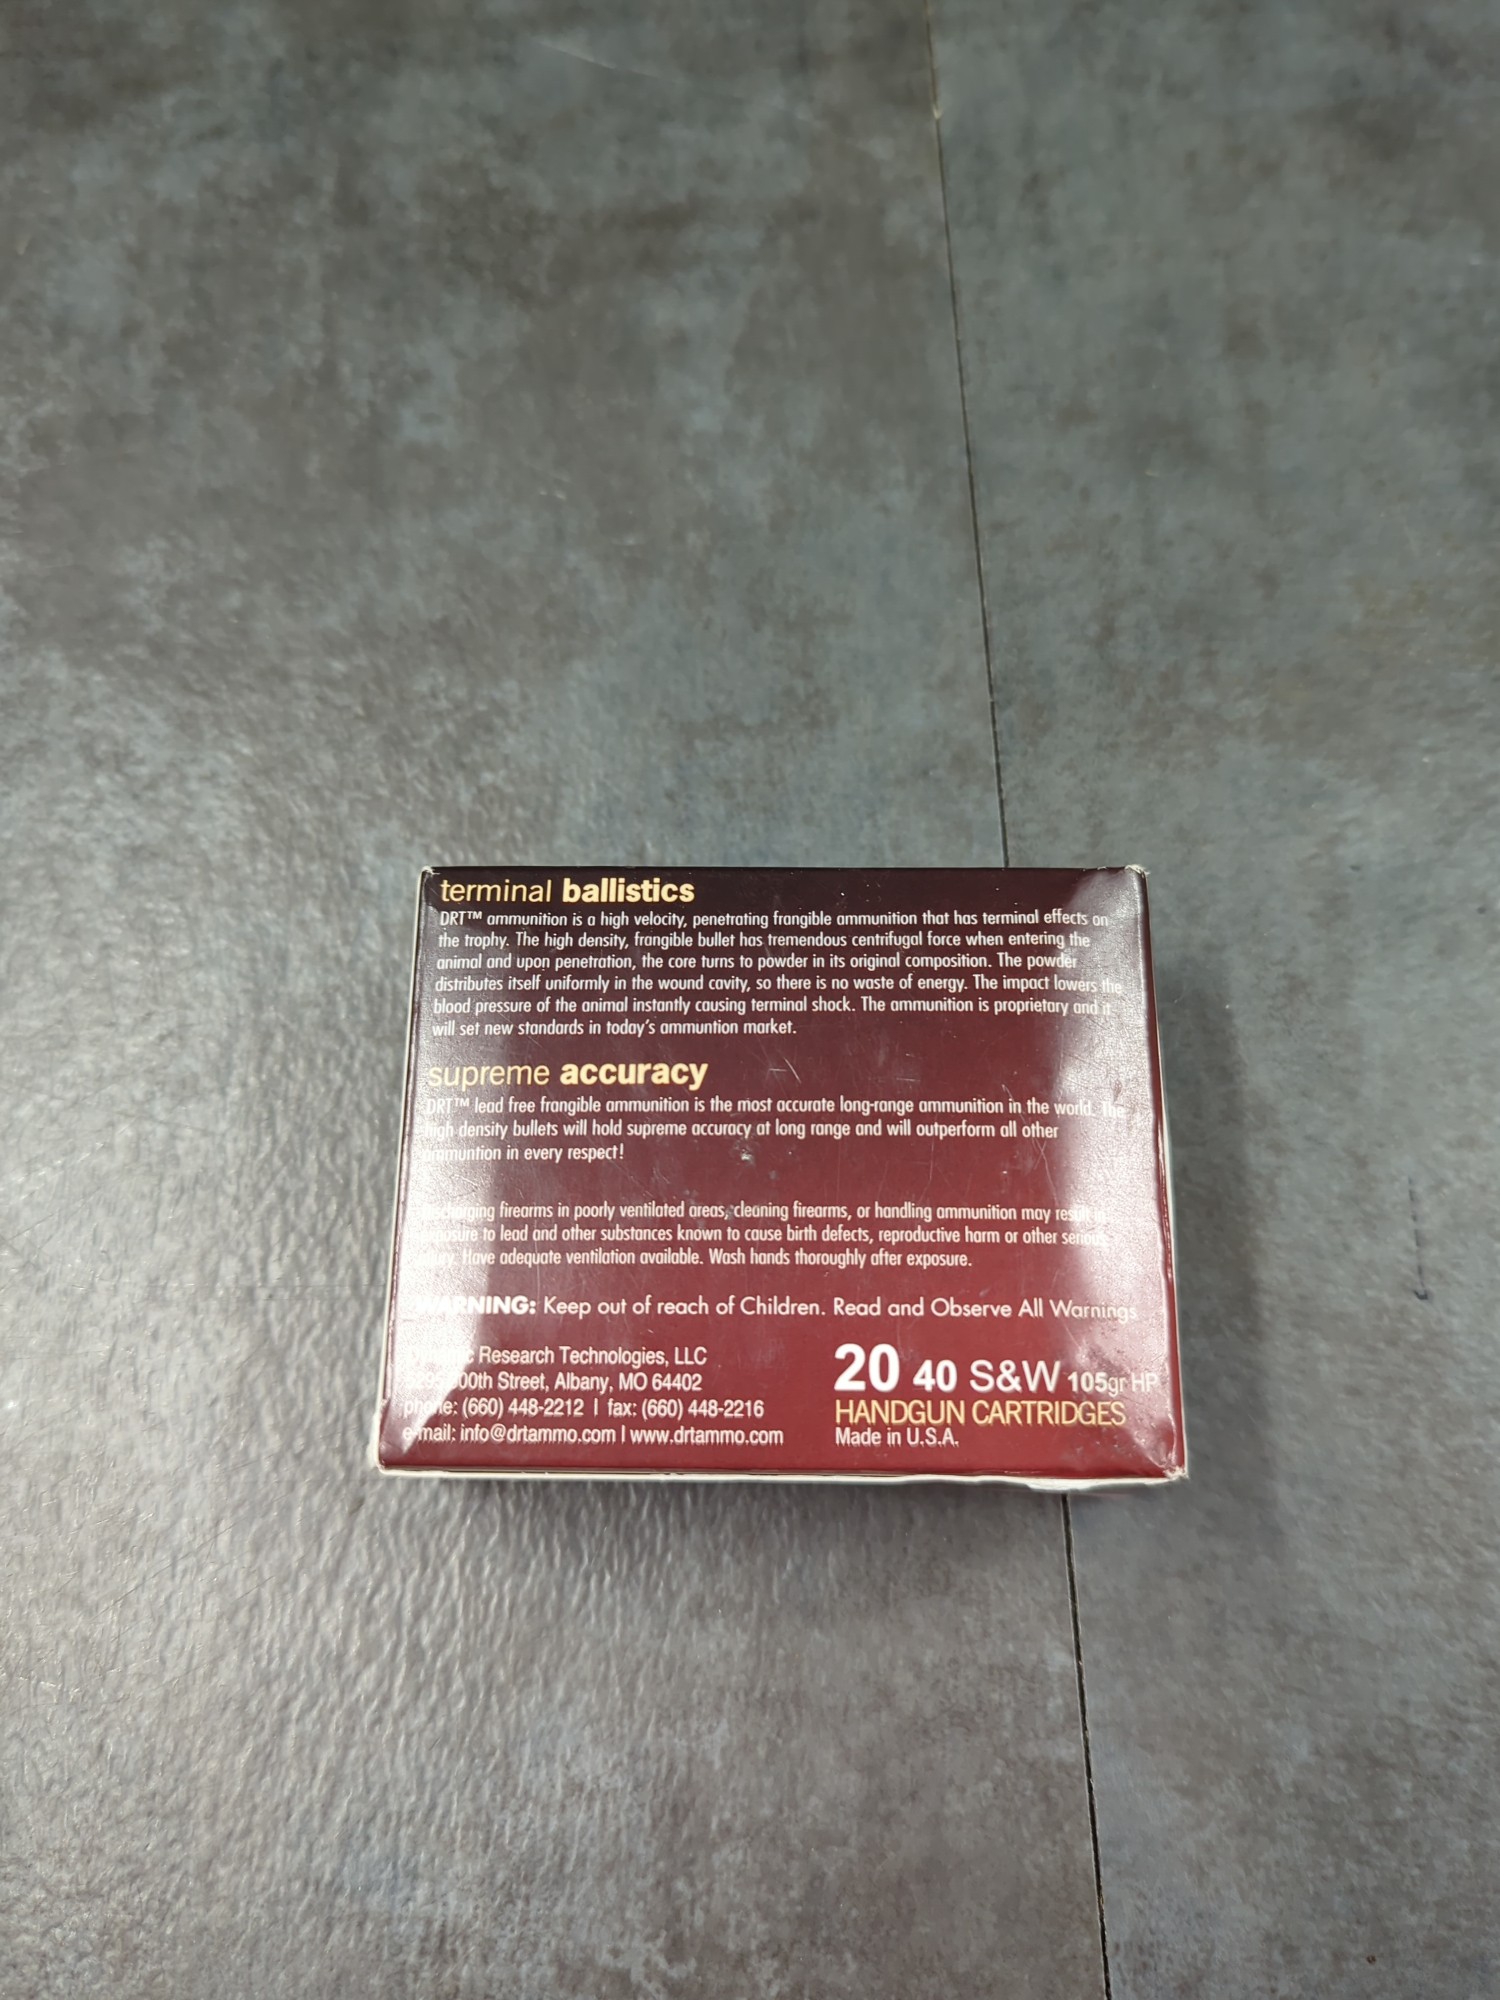 terminal ballistics
DRT™ ammunition is a high velocity, penetrating frangible ammunition that has terminal effects on
the trophy. The high density, frangible bullet has tremendous centrifugal force when entering the
animal and upon penetration, the core turns to powder in its original composition. The powder
distributes itself uniformly in the wound cavity, so there is no waste of energy. The impact lowers the
blood pressure of the animal instantly causing terminal shock. The ammunition is proprietary and it
will set new standards in today's ammuntion market.
supreme accuracy
DRT™ lead free frangible ammunition is the most accurate long-range ammunition in the world. The
high density bullets will hold supreme accuracy at long range and will outperform all other
ammuntion in every respect!
Discharging firearms in poorly ventilated areas, cleaning firearms, or handling ammunition may result in
exposure to lead and other substances known to cause birth defects, reproductive harm or other serious
injury. Have adequate ventilation available. Wash hands thoroughly after exposure.
WARNING: Keep out of reach of Children. Read and Observe All Warnings
Research Technologies, LLC
Street, Albany, MO 64402
phone: (660) 448-2212 | fax: (660) 448-2216
e-mail: info@drtammo.com | www.drtammo.com
20 40 S&W 105gr HP
HANDGUN CARTRIDGES
Made in U.S.A.